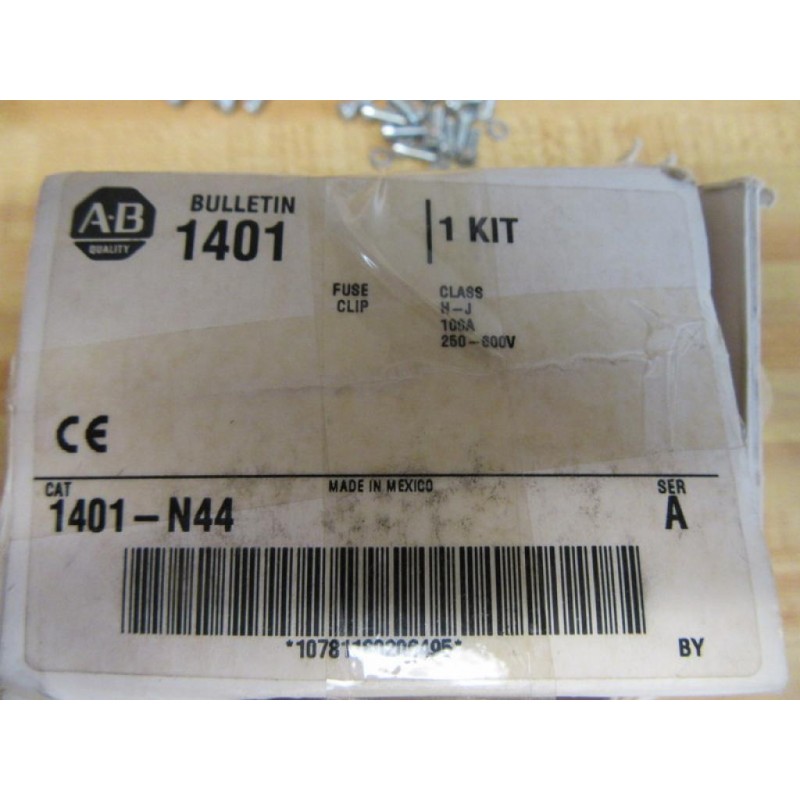 A-B
QUALITY
BULLETIN
1401
1 KIT
FUSE
CLIP
CLASS
H-J
100A
250-600V
CE
CAT
1401-N44
MADE IN MEXICO
SER
A
BY